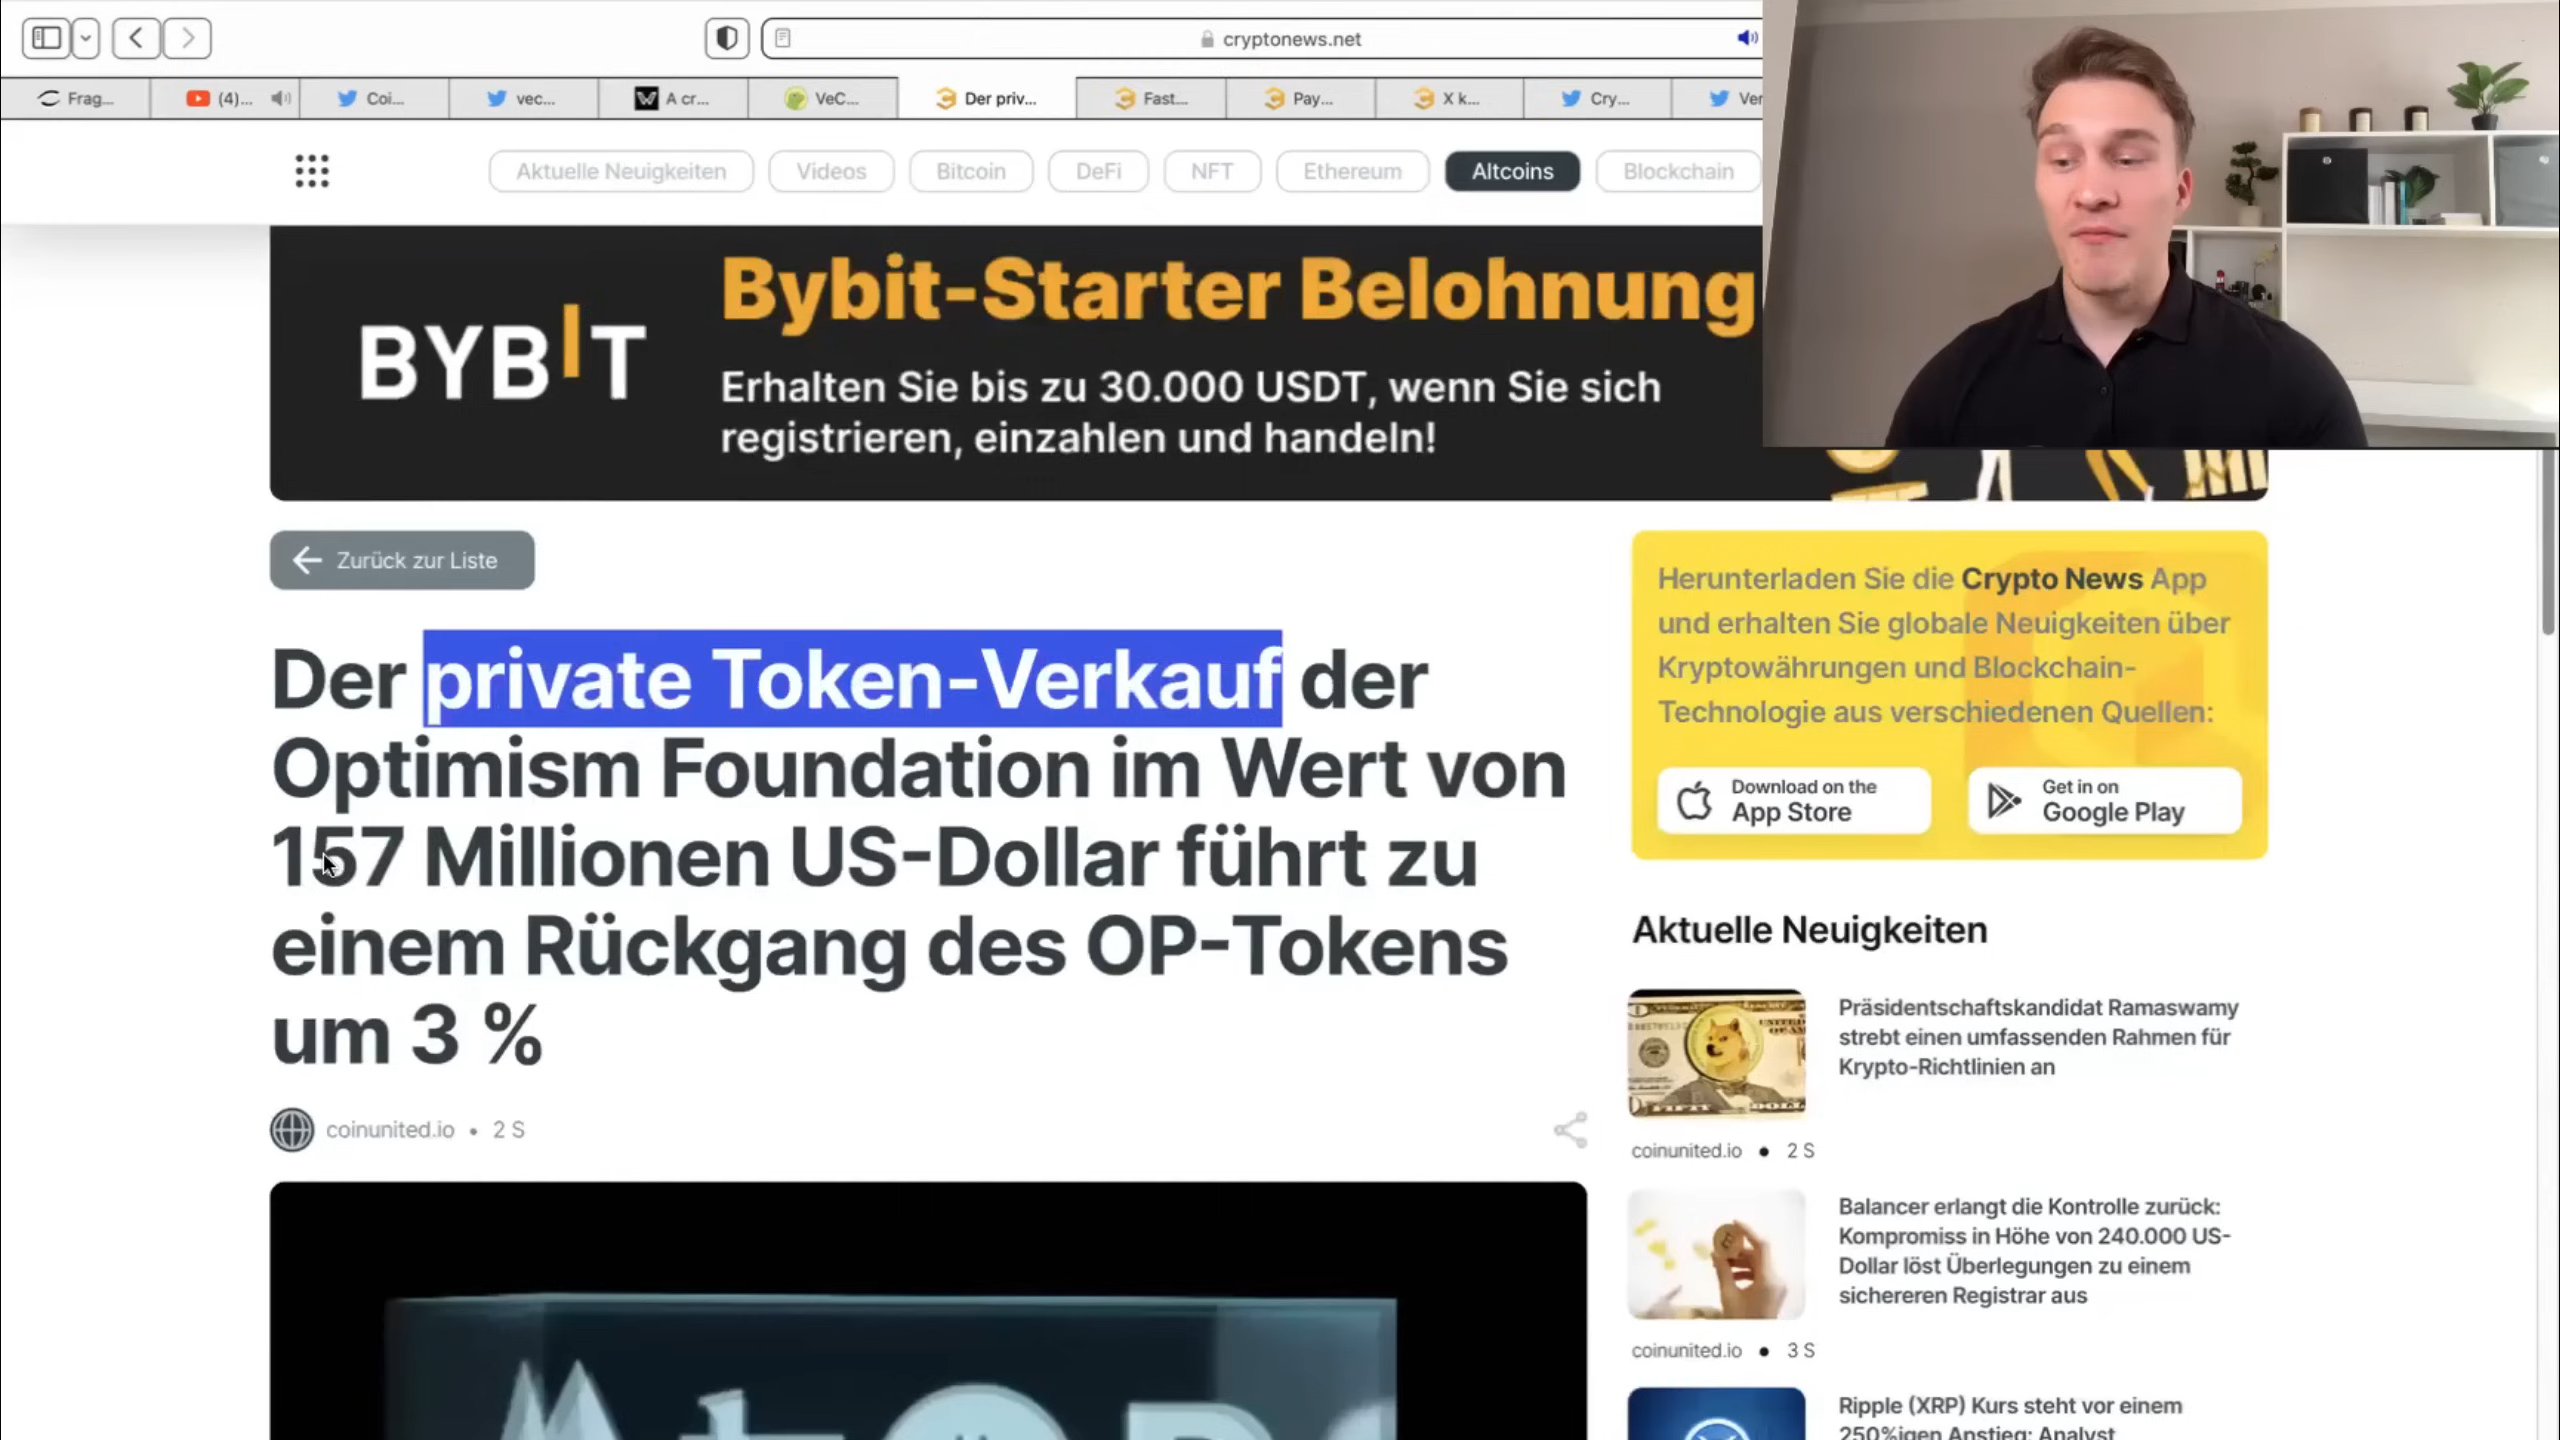 cryptonews.net
Frag...
(4)...
Coi...
vec...
A cr...
VeC...
Der priv...
Fast...
Pay...
X k...
Cry...
Ver
Aktuelle Neuigkeiten
Videos
Bitcoin
DeFi
NFT
Ethereum
Altcoins
Blockchain
BYBIT
Bybit-Starter Belohnung
Erhalten Sie bis zu 30.000 USDT, wenn Sie sich
registrieren, einzahlen und handeln!
Zurück zur Liste
Der private Token-Verkauf der
Optimism Foundation im Wert von
157 Millionen US-Dollar führt zu
einem Rückgang des OP-Tokens
um 3 %
coinunited.io • 2 S
Herunterladen Sie die Crypto News App
und erhalten Sie globale Neuigkeiten über
Kryptowährungen und Blockchain-
Technologie aus verschiedenen Quellen:
Download on the
App Store
Get in on
Google Play
Aktuelle Neuigkeiten
Präsidentschaftskandidat Ramaswamy
strebt einen umfassenden Rahmen für
Krypto-Richtlinien an
coinunited.io • 2 S
Balancer erlangt die Kontrolle zurück:
Kompromiss in Höhe von 240.000 US-
Dollar löst Überlegungen zu einem
sichereren Registrar aus
coinunited.io • 3 S
Ripple (XRP) Kurs steht vor einem
250%igen Anstieg: Analyst